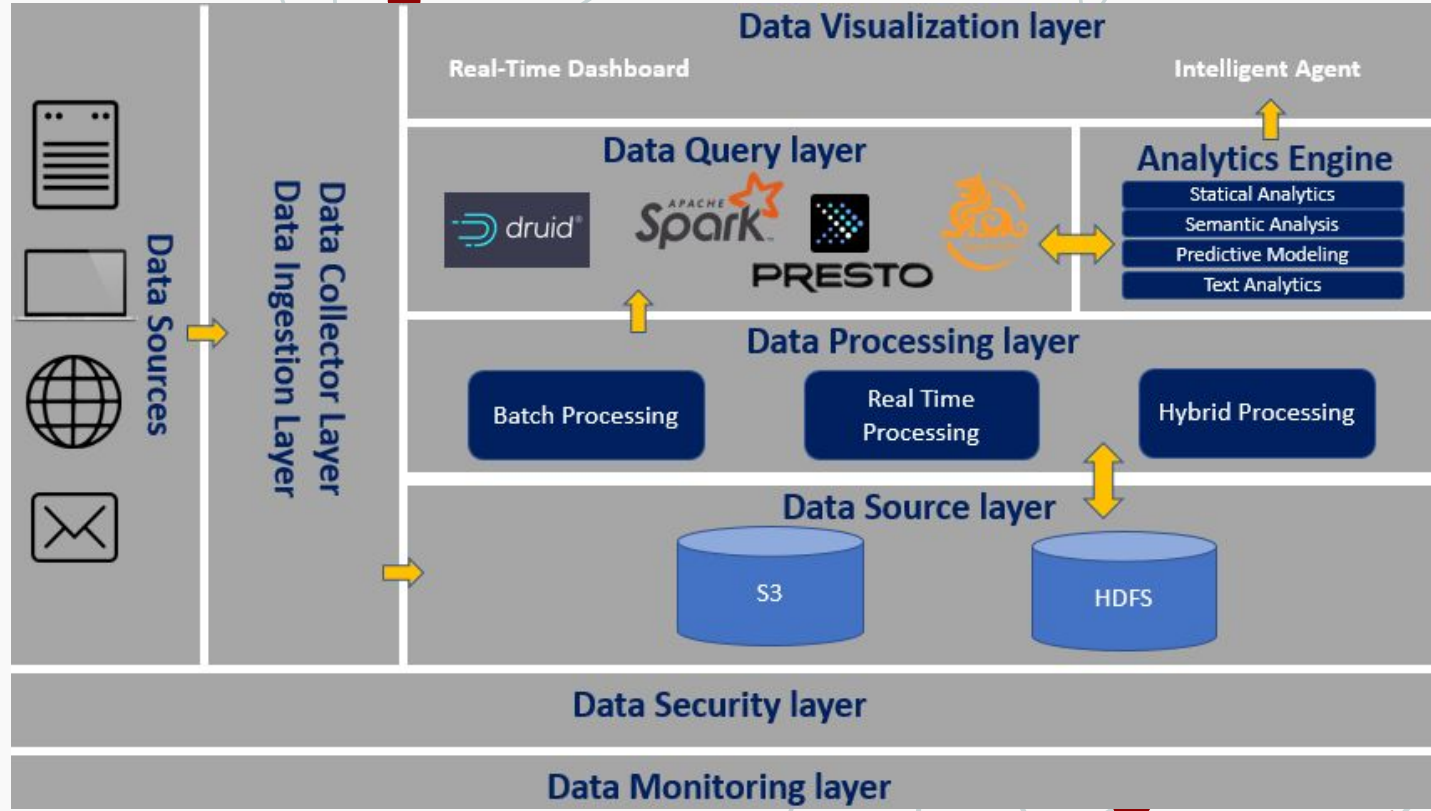 Data Visualization layer
Real-Time Dashboard
Intelligent Agent
Data Query layer
druid
APACHE
Spark
PRESTO
Analytics Engine
Statical Analytics
Semantic Analysis
Predictive Modeling
Text Analytics
Data Sources
Data Collector Layer
Data Ingestion Layer
Data Processing layer
Batch Processing
Real Time
Processing
Hybrid Processing
Data Source layer
S3
HDFS
Data Security layer
Data Monitoring layer